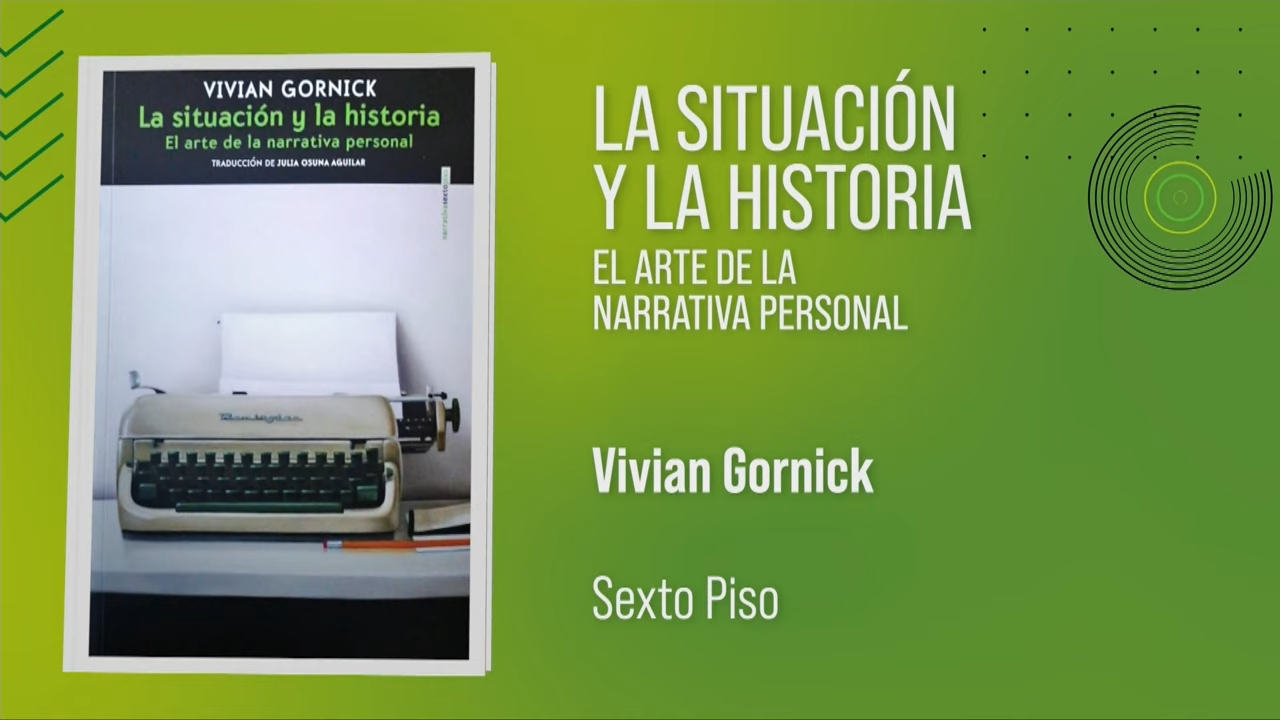 VIVIAN GORNICK
La situación y la historia
El arte de la narrativa personal
TRADUCCIÓN DE JULIA OSUNA AGUILAR
narrativasextopiso
LA SITUACIÓN
Y LA HISTORIA
EL ARTE DE LA
NARRATIVA PERSONAL
Vivian Gornick
Sexto Piso